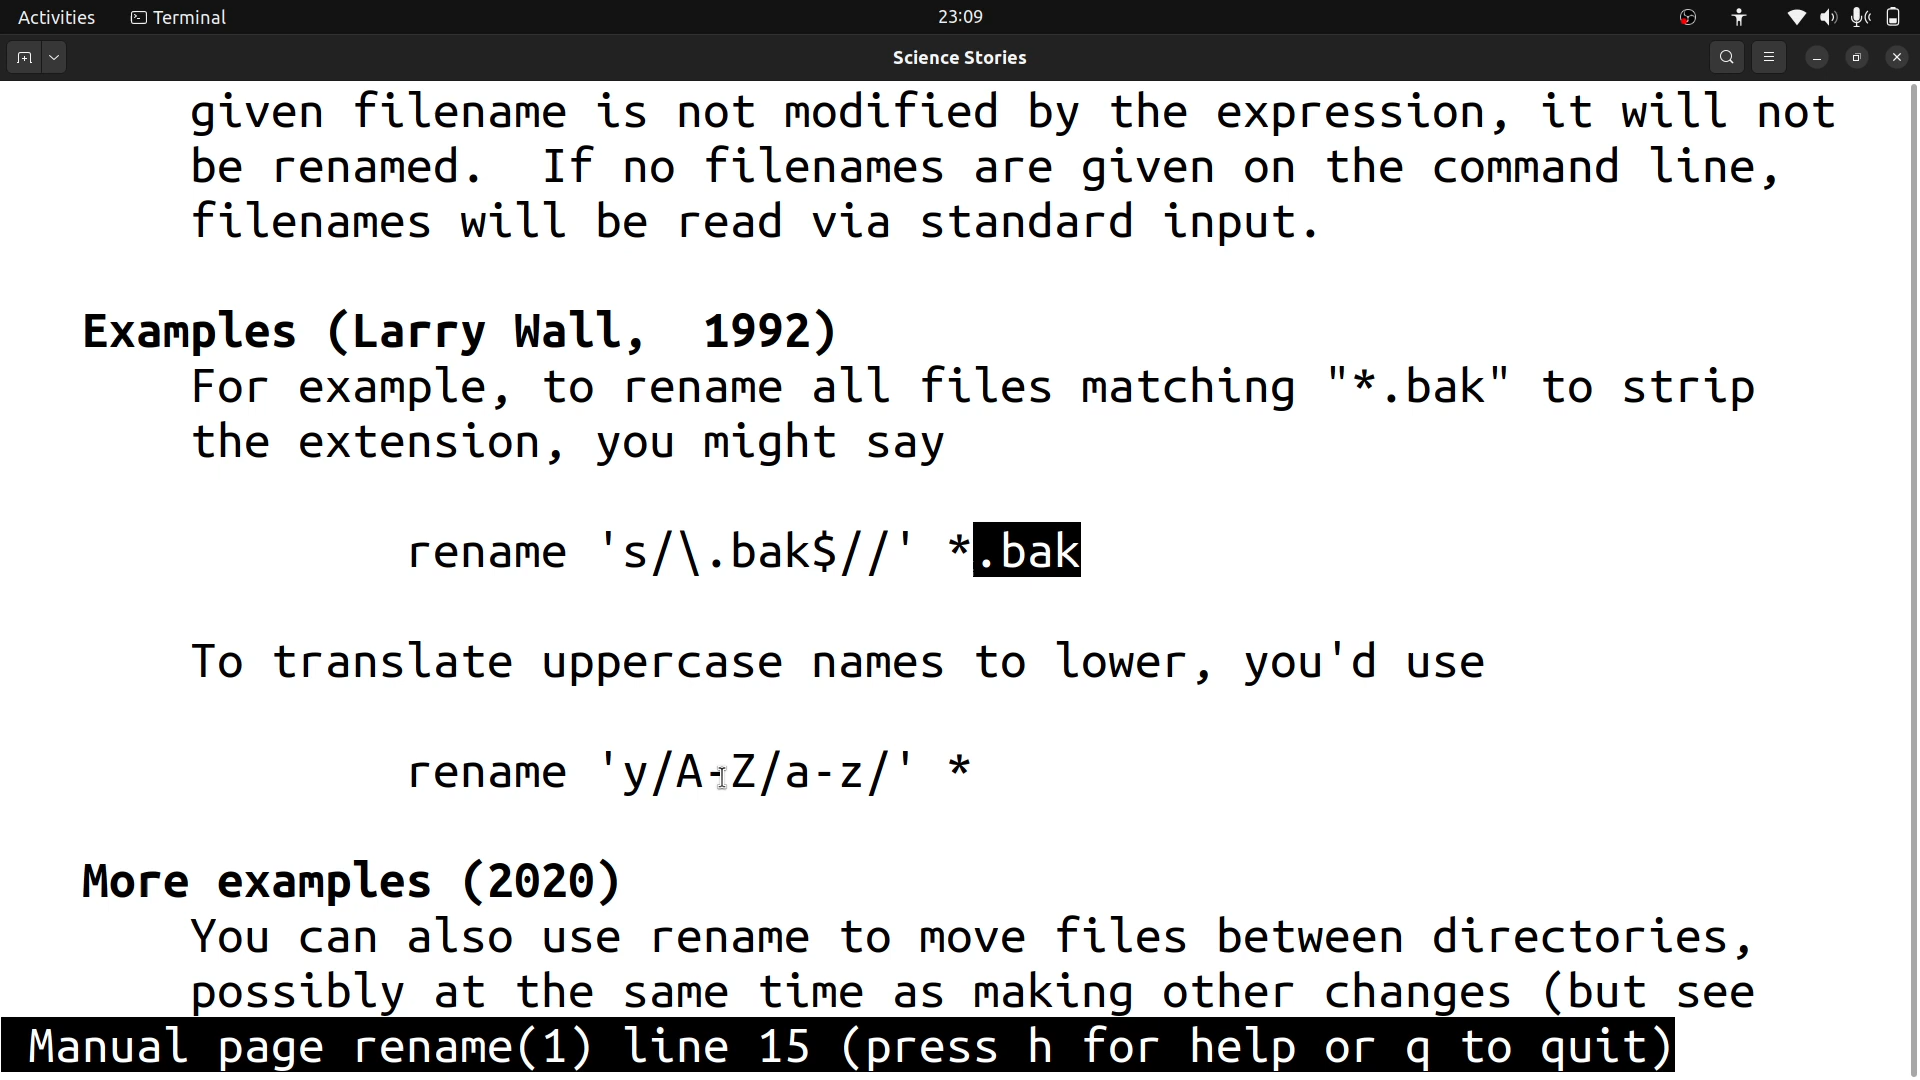 Activities Terminal 23:09
Science Stories
given filename is not modified by the expression, it will not
be renamed.  If no filenames are given on the command line,
filenames will be read via standard input.
Examples (Larry Wall,  1992)
For example, to rename all files matching "*.bak" to strip
the extension, you might say
rename 's/\.bak$//' *.bak
To translate uppercase names to lower, you'd use
rename 'y/A-Z/a-z/' *
More examples (2020)
You can also use rename to move files between directories,
possibly at the same time as making other changes (but see
Manual page rename(1) line 15 (press h for help or q to quit)